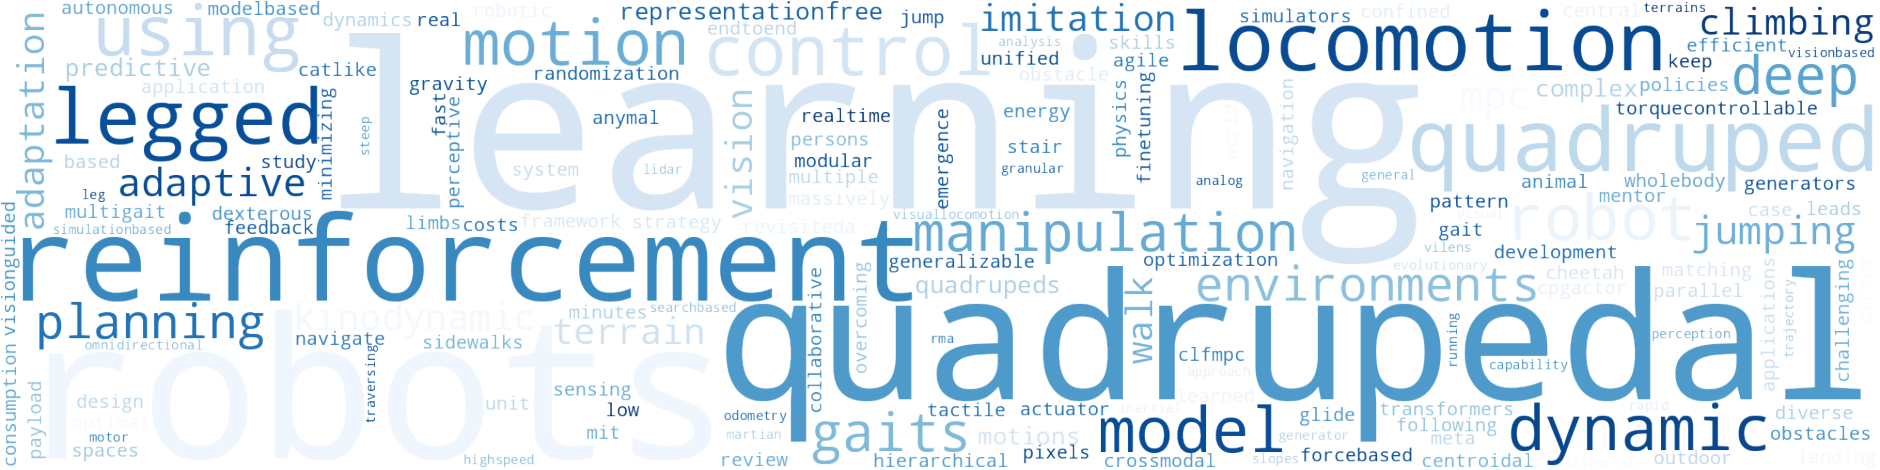 autonomous
modelbased
dynamics
real
robotic
representationfree
jump
imitation
simulators
confined
central
terrains
climbing
using
motion
endtoend
control
analysis
skills
unified
agile
obstacle
locomotion
efficient
visionbased
keep
deep
predictive
catlike
randomization
gravity
application
adaptation
legged
learning
mpc
complex
policies
torquecontrollable
quadruped
minimizing
steep
fast
perceptive
anymal
vision
realtime
persons
modular
multiple
massively
emergence
energy
stair
granular
physics
finetuning
world
navigation
analog
general
animal
wholebody
generators
mentor
based
study
adaptive
leg
system
lidar
multigait
dexterous
simulationbased
feedback
limbs
costs
framework
strategy
revisiteda
visuallocomotion
pattern
visual
case
leads
gait
robot
jumping
vilens
development
reinforcement
manipulation
generalizable
optimization
evolutionary
quadrupeds
environments
cheetah
matching
cpgactor
parallel
consumption
visionguided
planning
kinodynamic
minutes
searchbased
terrain
collaborative
overcoming
walk
quadrupedal
running
perception
applications
trajectory
challenging
omnidirectional
navigate
sidewalks
rma
clfmpc
approach
capability
robots
traversing
payload
design
optimal
motor
spaces
unit
sensing
low
mit
highspeed
odometry
martian
review
gaits
tactile
actuator
inertial
learned
motions
pixels
hierarchical
crossmodal
model
glide
generator
slopes
forcebased
transformers
following
meta
centroidal
rapid
dynamic
diverse
obstacles
outdoor
landing